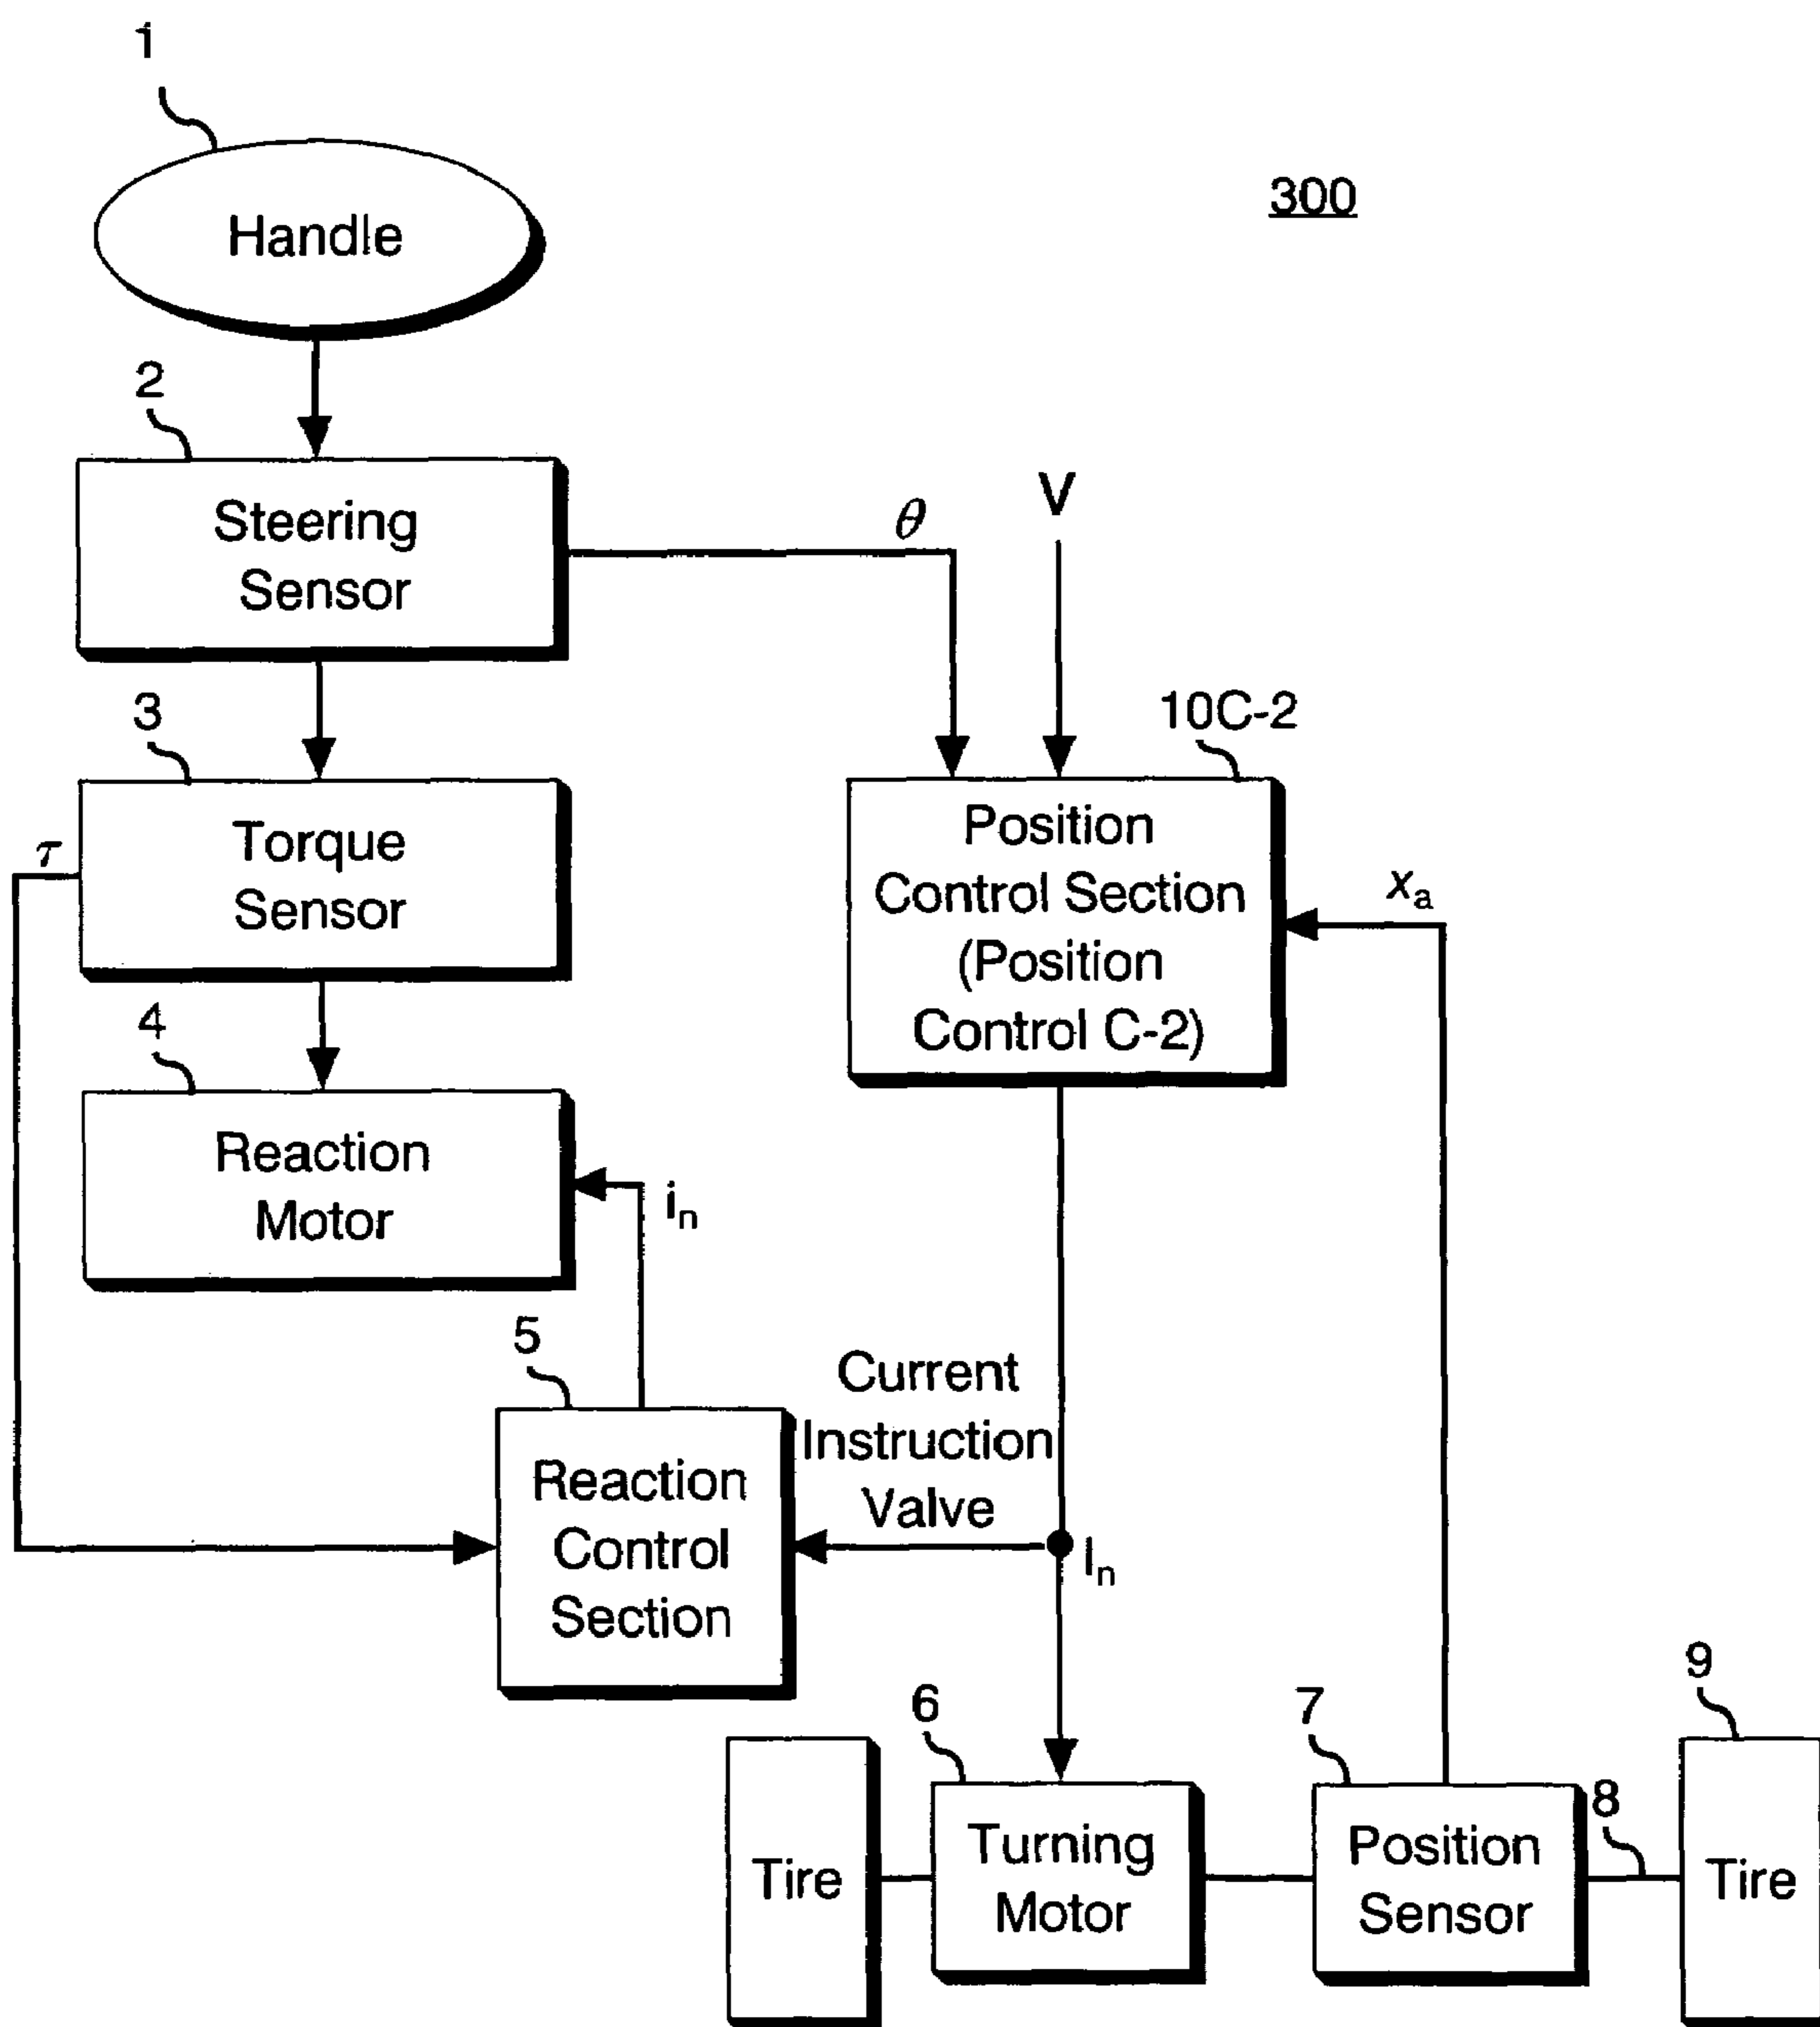 1
Handle
300
2
Steering
Sensor
θ
V
3
Torque
Sensor
τ
10C-2
Position
Control Section
(Position
Control C-2)
xa
4
Reaction
Motor
in
5
Reaction
Control
Section
Current
Instruction
Valve
In
6
Turning
Motor
7
Position
Sensor
8
9
Tire
Tire